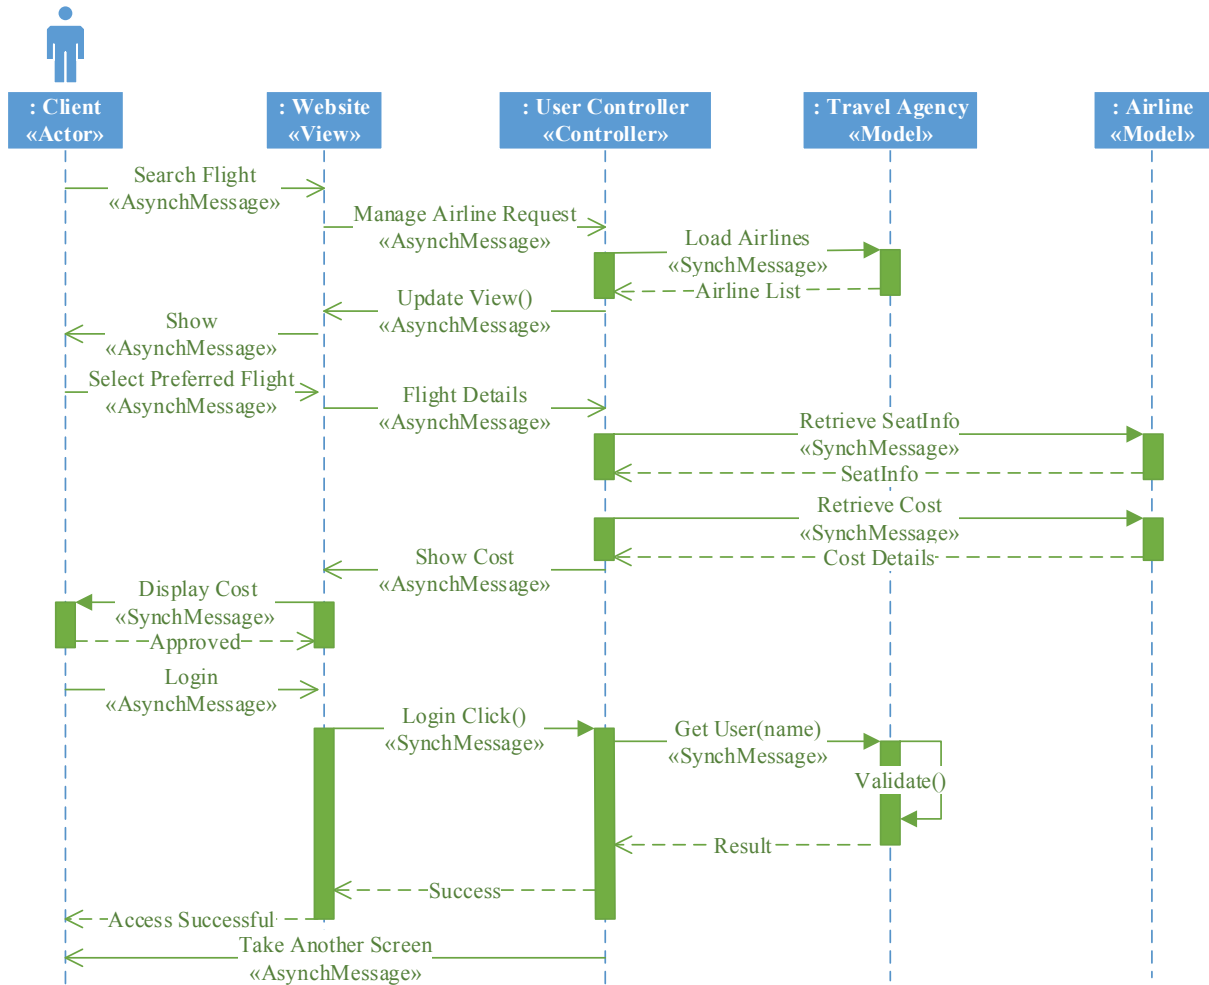 : Client
«Actor»
: Website
«View»
: User Controller
«Controller»
: Travel Agency
«Model»
: Airline
«Model»
Search Flight
«AsynchMessage»
Manage Airline Request
«AsynchMessage»
Load Airlines
«SynchMessage»
Airline List
Update View()
«AsynchMessage»
Show
«AsynchMessage»
Select Preferred Flight
«AsynchMessage»
Flight Details
«AsynchMessage»
Retrieve SeatInfo
«SynchMessage»
SeatInfo
Retrieve Cost
«SynchMessage»
Cost Details
Show Cost
«AsynchMessage»
Display Cost
«SynchMessage»
Approved
Login
«AsynchMessage»
Login Click()
«SynchMessage»
Get User(name)
«SynchMessage»
Validate()
Result
Success
Access Successful
Take Another Screen
«AsynchMessage»